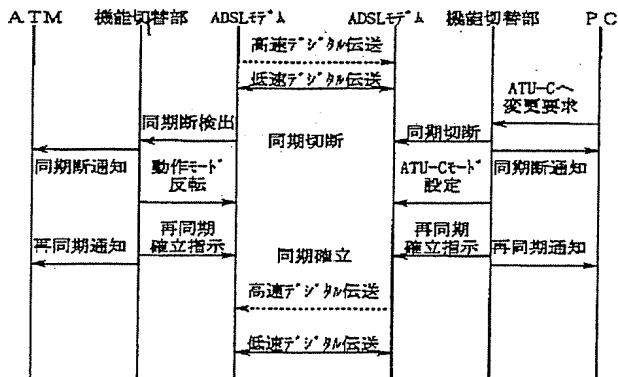 ATM 機能切替部 ADSLモデム ADSLモデム 機能切替部 PC
高速デジタル伝送
低速デジタル伝送
ATU-Cへ
変更要求
同期断検出
同期切断
同期切断
同期断通知
動作モード
反転
ATU-Cモード
設定
同期断通知
再同期通知
再同期
確立指示
同期確立
再同期
確立指示
再同期通知
高速デジタル伝送
低速デジタル伝送